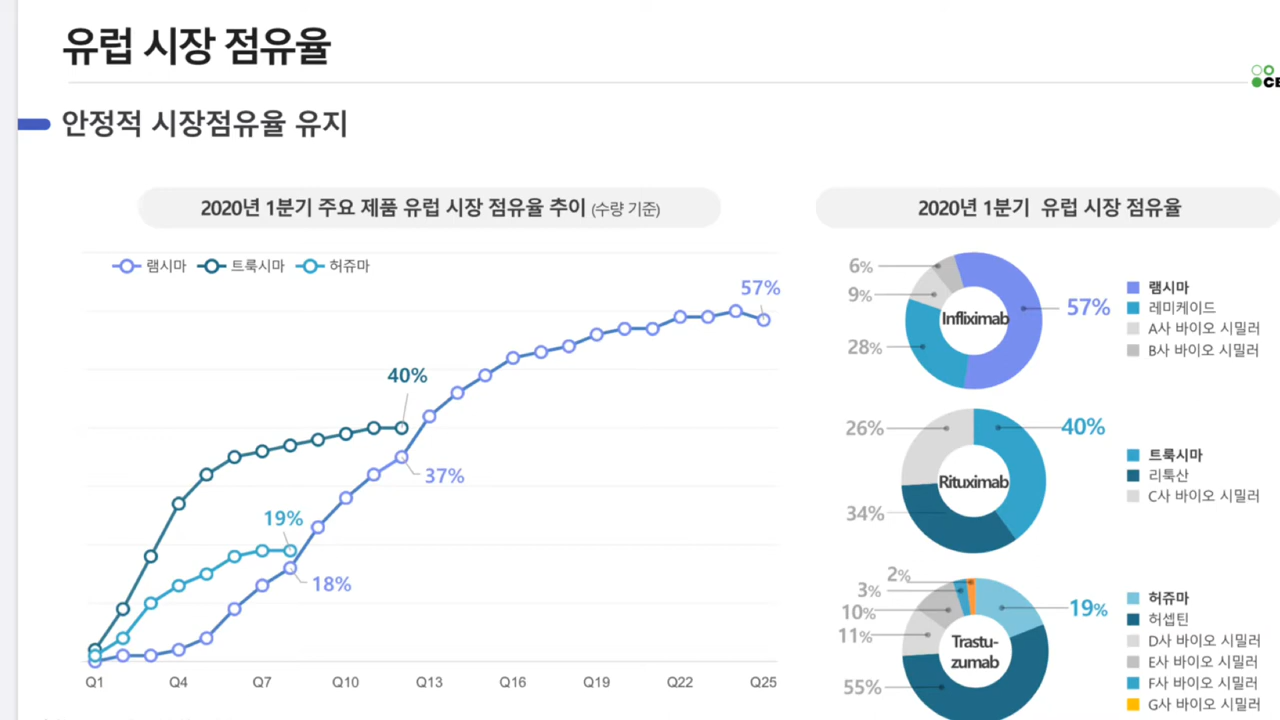 유럽 시장 점유율
CE
안정적 시장점유율 유지
2020년 1분기 주요 제품 유럽 시장 점유율 추이 (수량 기준)
램시마
트룩시마
허쥬마
57%
40%
37%
19%
18%
Q1
Q4
Q7
Q10
Q13
Q16
Q19
Q22
Q25
2020년 1분기 유럽 시장 점유율
6%
9%
28%
Infliximab
57%
램시마
레미케이드
A사 바이오 시밀러
B사 바이오 시밀러
26%
34%
Rituximab
40%
트룩시마
리툭산
C사 바이오 시밀러
2%
3%
10%
11%
55%
Trastu-
zumab
19%
허쥬마
허셉틴
D사 바이오 시밀러
E사 바이오 시밀러
F사 바이오 시밀러
G사 바이오 시밀러